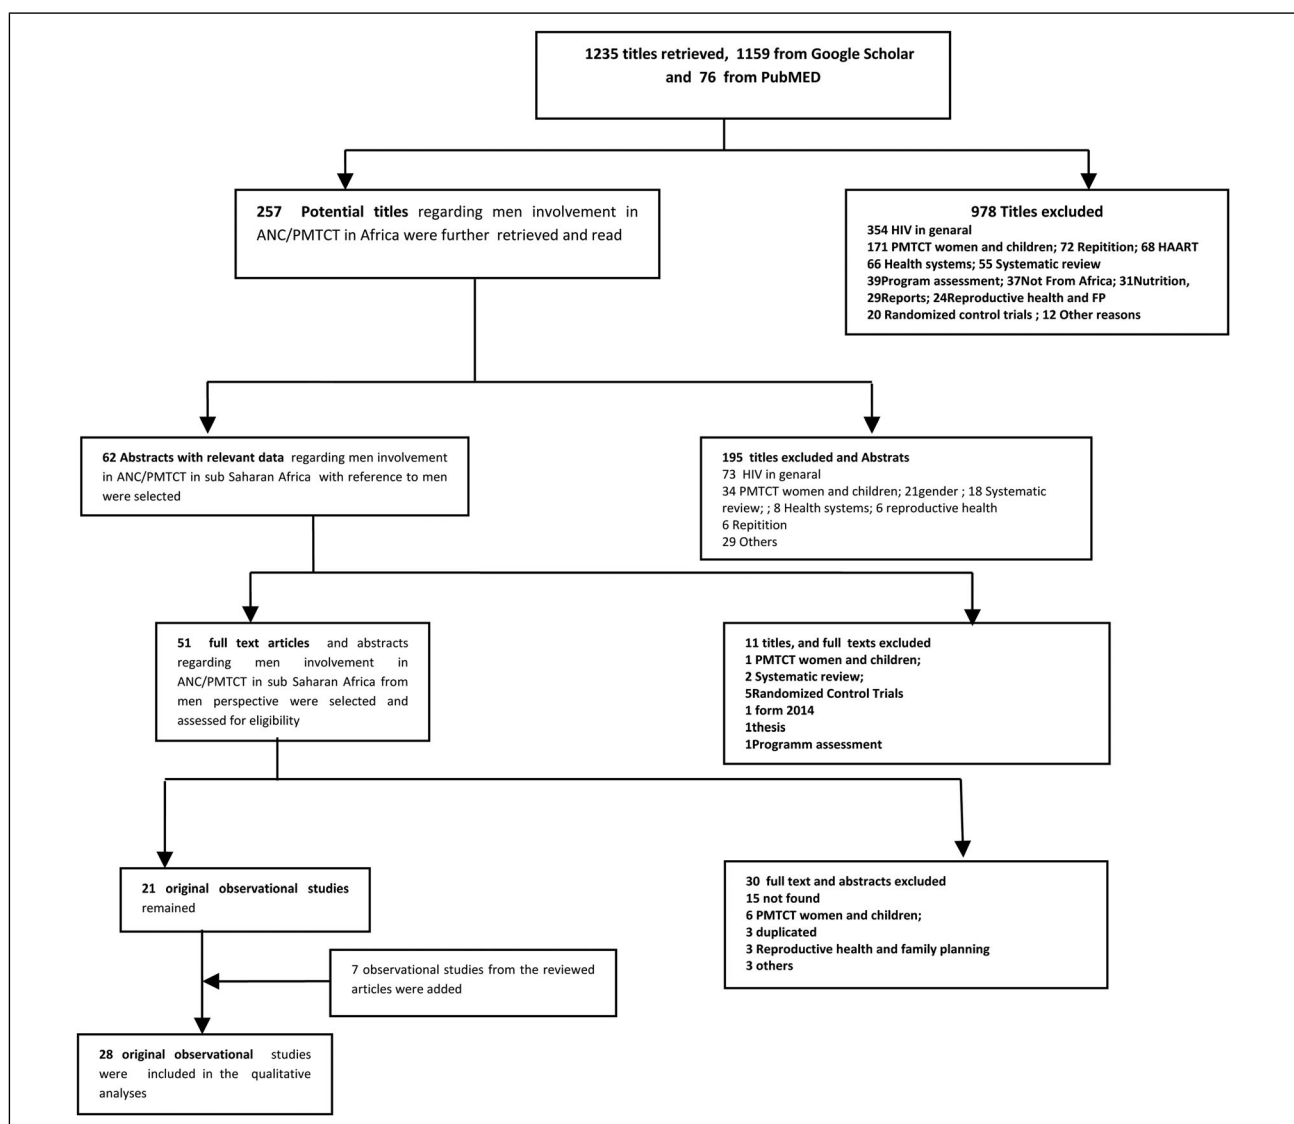 1235 titles retrieved, 1159 from Google Scholar
and 76 from PubMED
257 Potential titles regarding men involvement in
ANC/PMTCT in Africa were further retrieved and read
978 Titles excluded
354 HIV in genaral
171 PMTCT women and children; 72 Repitition; 68 HAART
66 Health systems; 55 Systematic review
39Program assessment; 37Not From Africa; 31Nutrition,
29Reports; 24Reproductive health and FP
20 Randomized control trials ; 12 Other reasons
62 Abstracts with relevant data regarding men involvement
in ANC/PMTCT in sub Saharan Africa with reference to men
were selected
195 titles excluded and Abstrats
73 HIV in genaral
34 PMTCT women and children; 21gender ; 18 Systematic
review; ; 8 Health systems; 6 reproductive health
6 Repitition
29 Others
51 full text articles and abstracts
regarding men involvement in
ANC/PMTCT in sub Saharan Africa from
men perspective were selected and
assessed for eligibility
11 titles, and full texts excluded
1 PMTCT women and children;
2 Systematic review;
5Randomized Control Trials
1 form 2014
1thesis
1Programm assessment
21 original observational studies
remained
30 full text and abstracts excluded
15 not found
6 PMTCT women and children;
3 duplicated
3 Reproductive health and family planning
3 others
7 observational studies from the reviewed
articles were added
28 original observational studies
were included in the qualitative
analyses